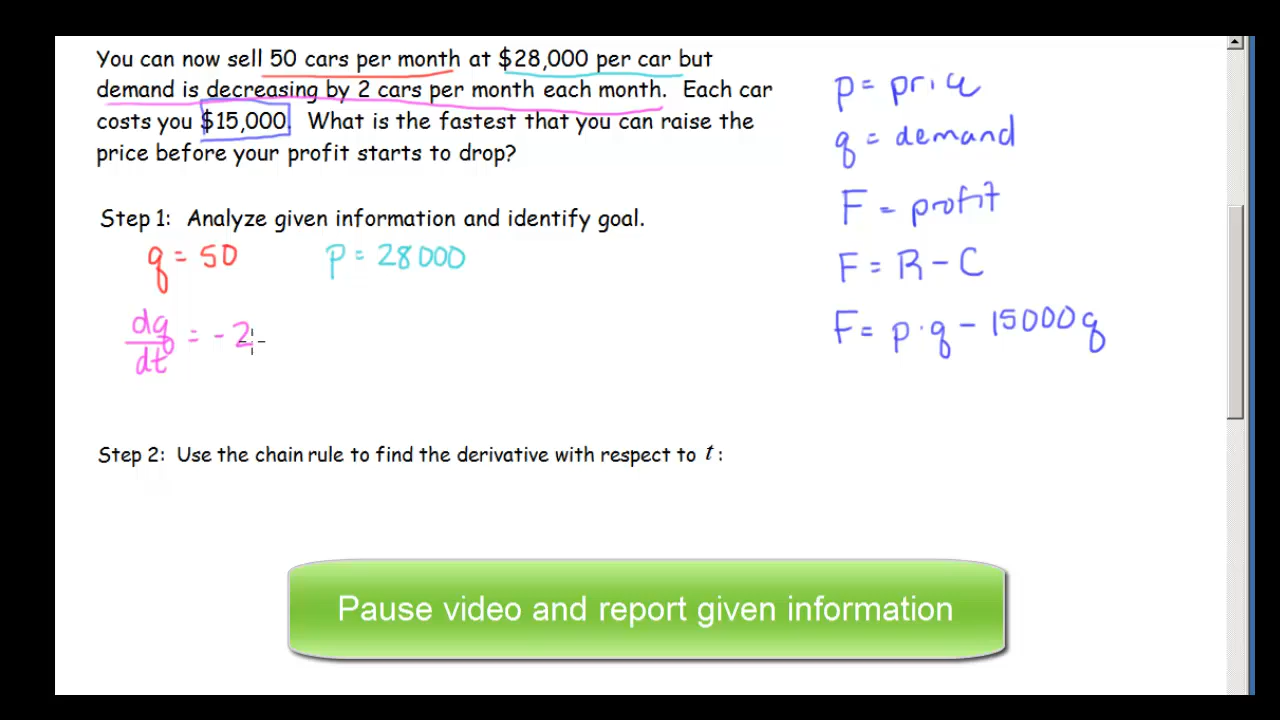 You can now sell 50 cars per month at $28,000 per car but
demand is decreasing by 2 cars per month each month. Each car
costs you $15,000. What is the fastest that you can raise the
price before your profit starts to drop?
p = price
q = demand
F = profit
F = R - C
F = p · q - 15000q
Step 1: Analyze given information and identify goal.
q = 50
p = 28000
dq/dt = -2
Step 2: Use the chain rule to find the derivative with respect to t:
Pause video and report given information